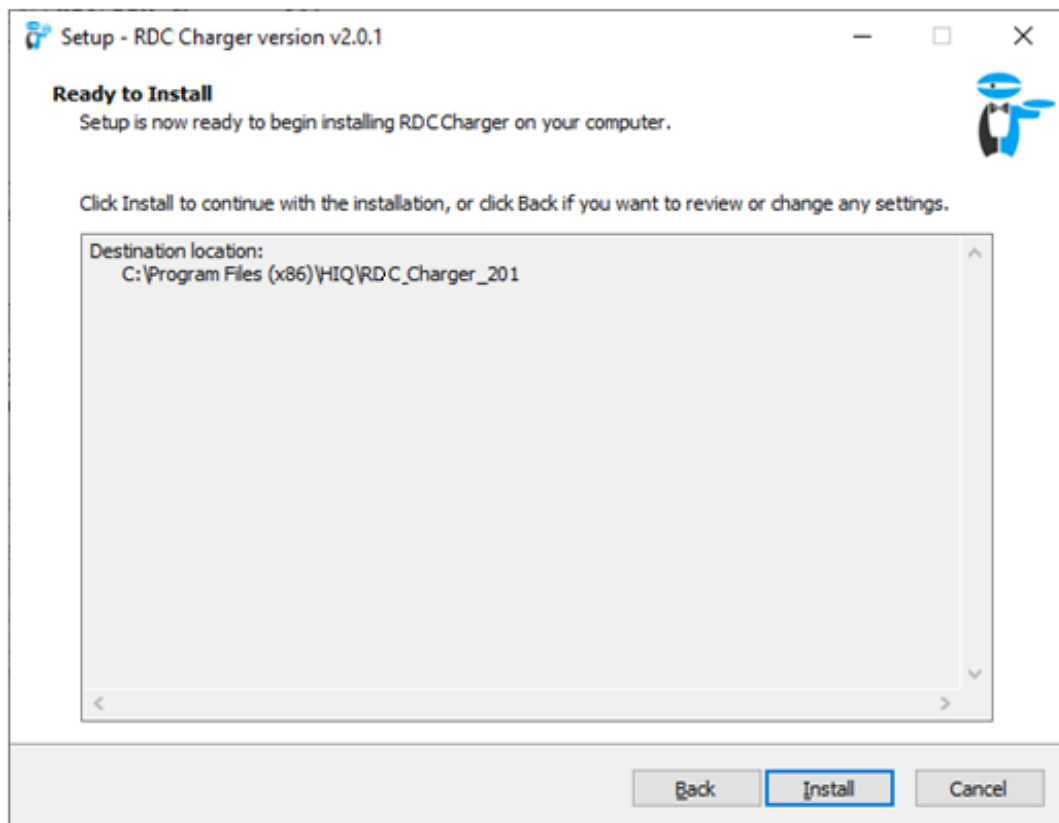 Setup - RDC Charger version v2.0.1
Ready to Install
Setup is now ready to begin installing RDCCharger on your computer.
Click Install to continue with the installation, or click Back if you want to review or change any settings.
Destination location:
C:\Program Files (x86)\HIQ\RDC_Charger_201
Back
Install
Cancel